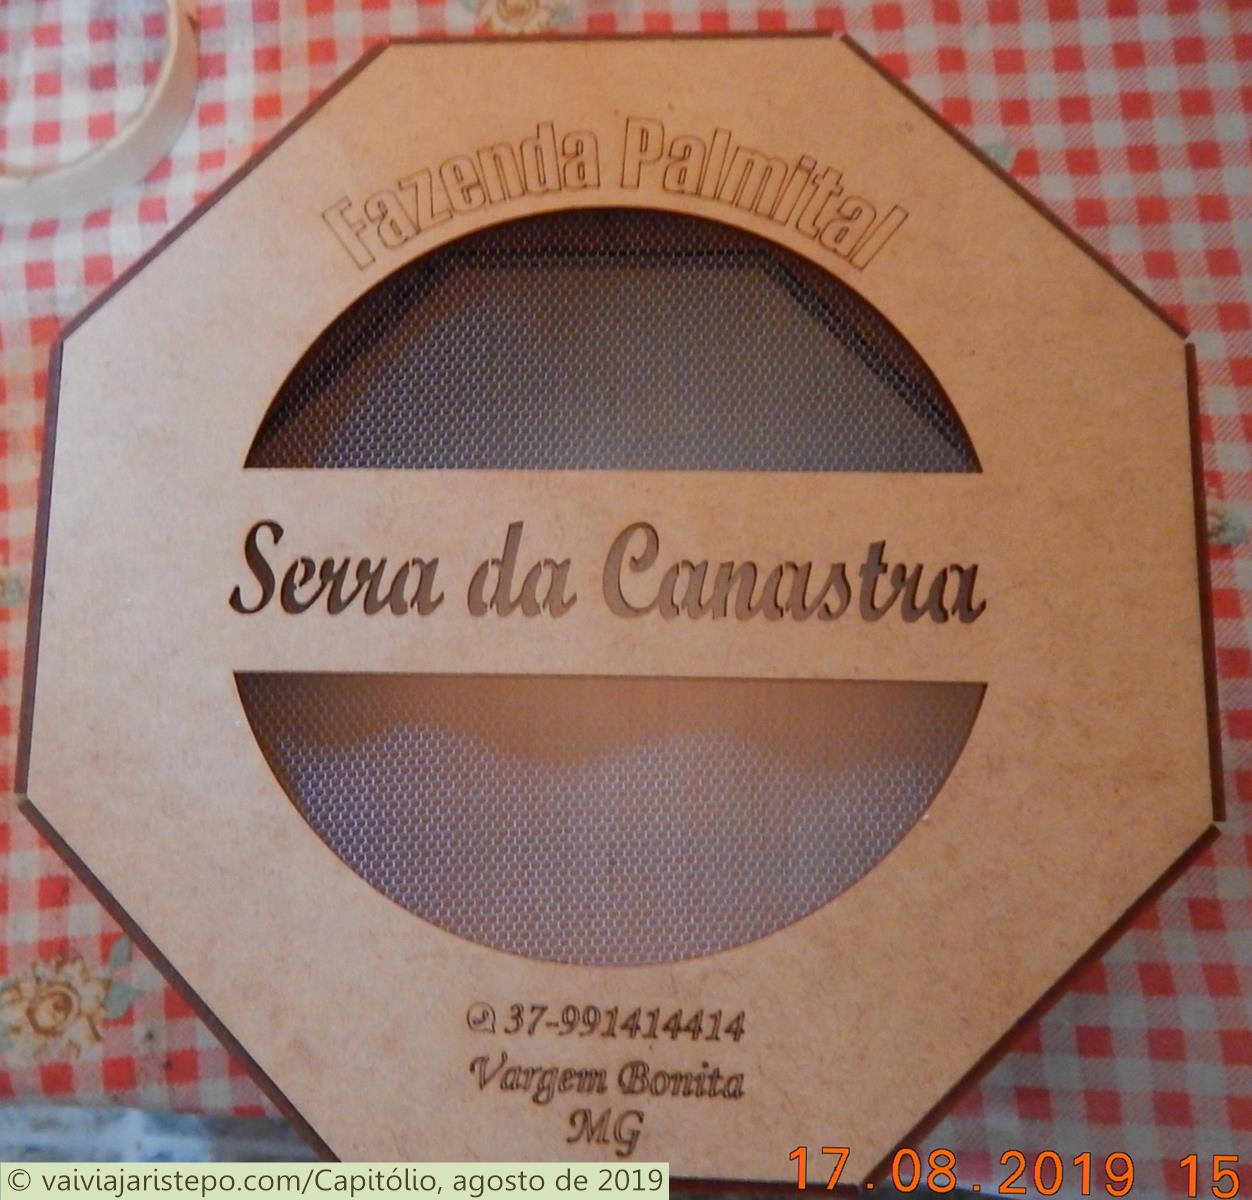 Fazenda Palmital
Serra da Canastra
37-991414414
Vargem Bonita
MG
© vaiviajaristepo.com/Capitólio, agosto de 2019
17.08.2019 15